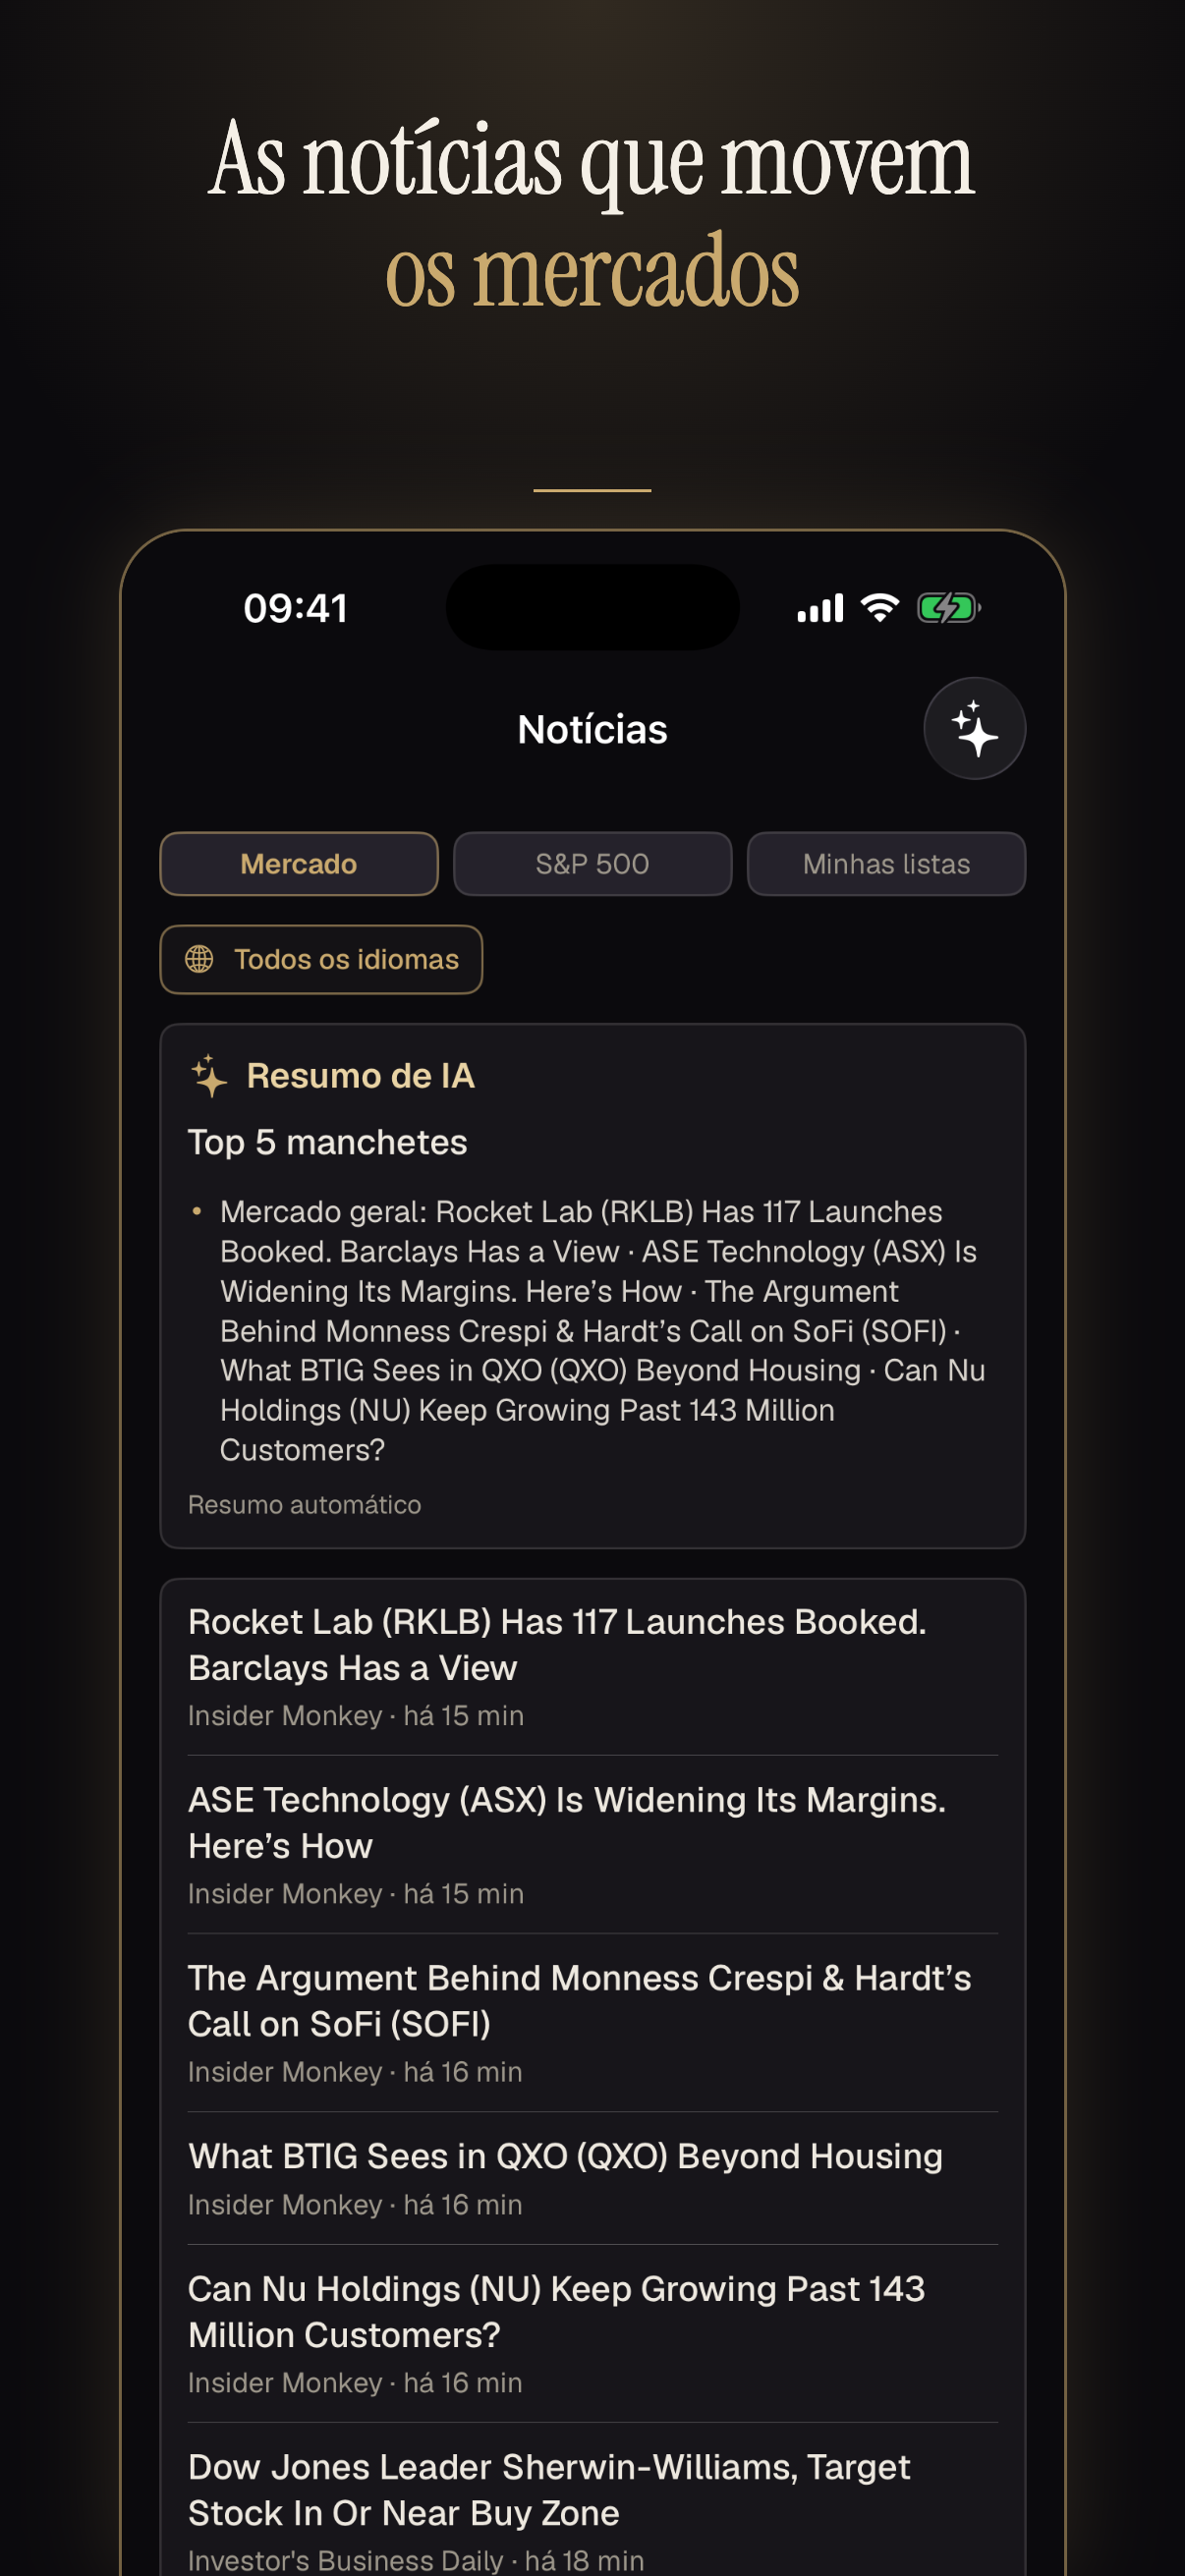 As notícias que movem
os mercados
09:41
Notícias
Mercado
S&P 500
Minhas listas
Todos os idiomas
Resumo de IA
Top 5 manchetes
• Mercado geral: Rocket Lab (RKLB) Has 117 Launches
Booked. Barclays Has a View · ASE Technology (ASX) Is
Widening Its Margins. Here’s How · The Argument
Behind Monness Crespi & Hardt’s Call on SoFi (SOFI) ·
What BTIG Sees in QXO (QXO) Beyond Housing · Can Nu
Holdings (NU) Keep Growing Past 143 Million
Customers?
Resumo automático
Rocket Lab (RKLB) Has 117 Launches Booked.
Barclays Has a View
Insider Monkey · há 15 min
ASE Technology (ASX) Is Widening Its Margins.
Here’s How
Insider Monkey · há 15 min
The Argument Behind Monness Crespi & Hardt’s
Call on SoFi (SOFI)
Insider Monkey · há 16 min
What BTIG Sees in QXO (QXO) Beyond Housing
Insider Monkey · há 16 min
Can Nu Holdings (NU) Keep Growing Past 143
Million Customers?
Insider Monkey · há 16 min
Dow Jones Leader Sherwin-Williams, Target
Stock In Or Near Buy Zone
Investor's Business Daily · há 18 min